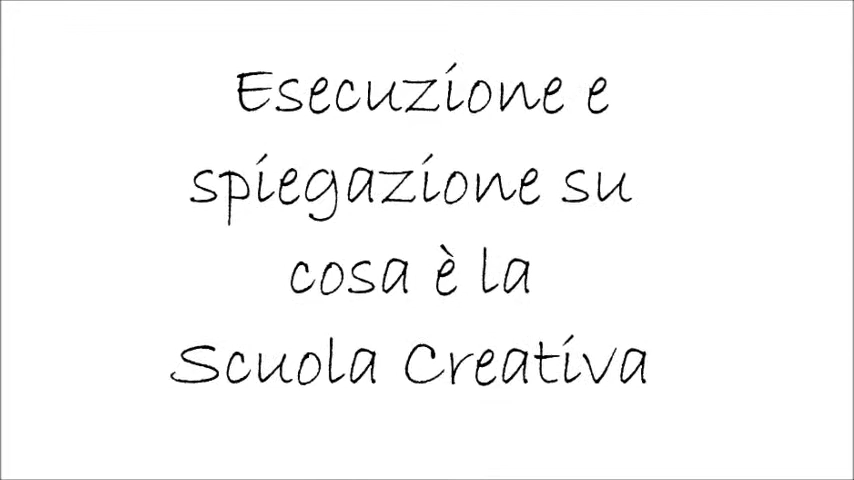 Esecuzione e
spiegazione su
cosa è la
Scuola Creativa